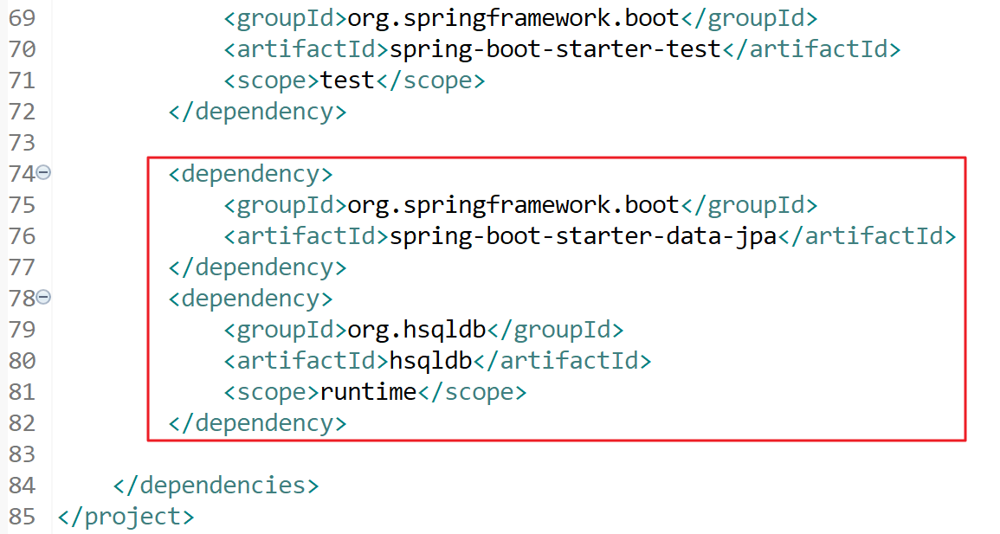 69             <groupId>org.springframework.boot</groupId>
70             <artifactId>spring-boot-starter-test</artifactId>
71             <scope>test</scope>
72         </dependency>
73
74         <dependency>
75             <groupId>org.springframework.boot</groupId>
76             <artifactId>spring-boot-starter-data-jpa</artifactId>
77         </dependency>
78         <dependency>
79             <groupId>org.hsqldb</groupId>
80             <artifactId>hsqldb</artifactId>
81             <scope>runtime</scope>
82         </dependency>
83
84     </dependencies>
85 </project>